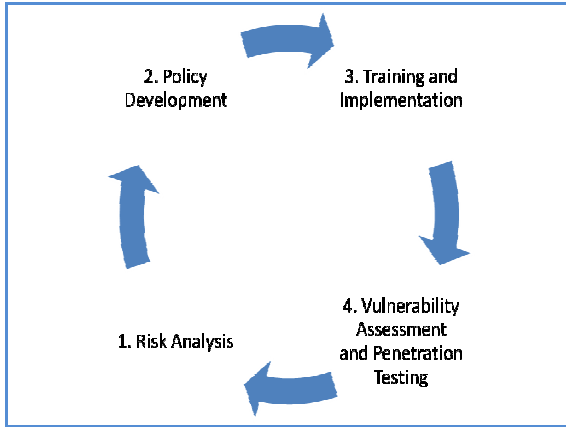 2. Policy
Development
3. Training and
Implementation
1. Risk Analysis
4. Vulnerability
Assessment
and Penetration
Testing